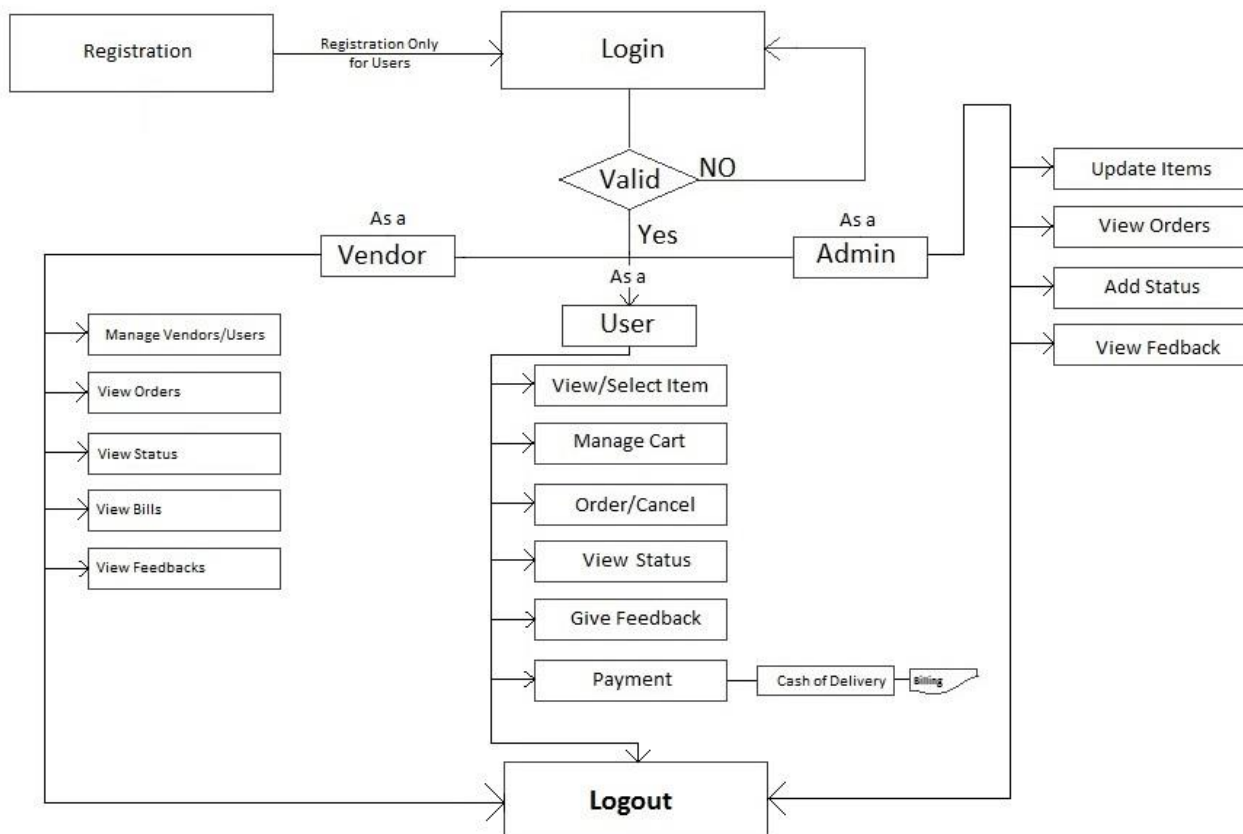 Registration
Registration Only
for Users
Login
Valid
NO
Yes
As a
Vendor
As a
Admin
As a
User
Manage Vendors/Users
View Orders
View Status
View Bills
View Feedbacks
View/Select Item
Manage Cart
Order/Cancel
View Status
Give Feedback
Payment
Cash of Delivery
Billing
Update Items
View Orders
Add Status
View Fedback
Logout